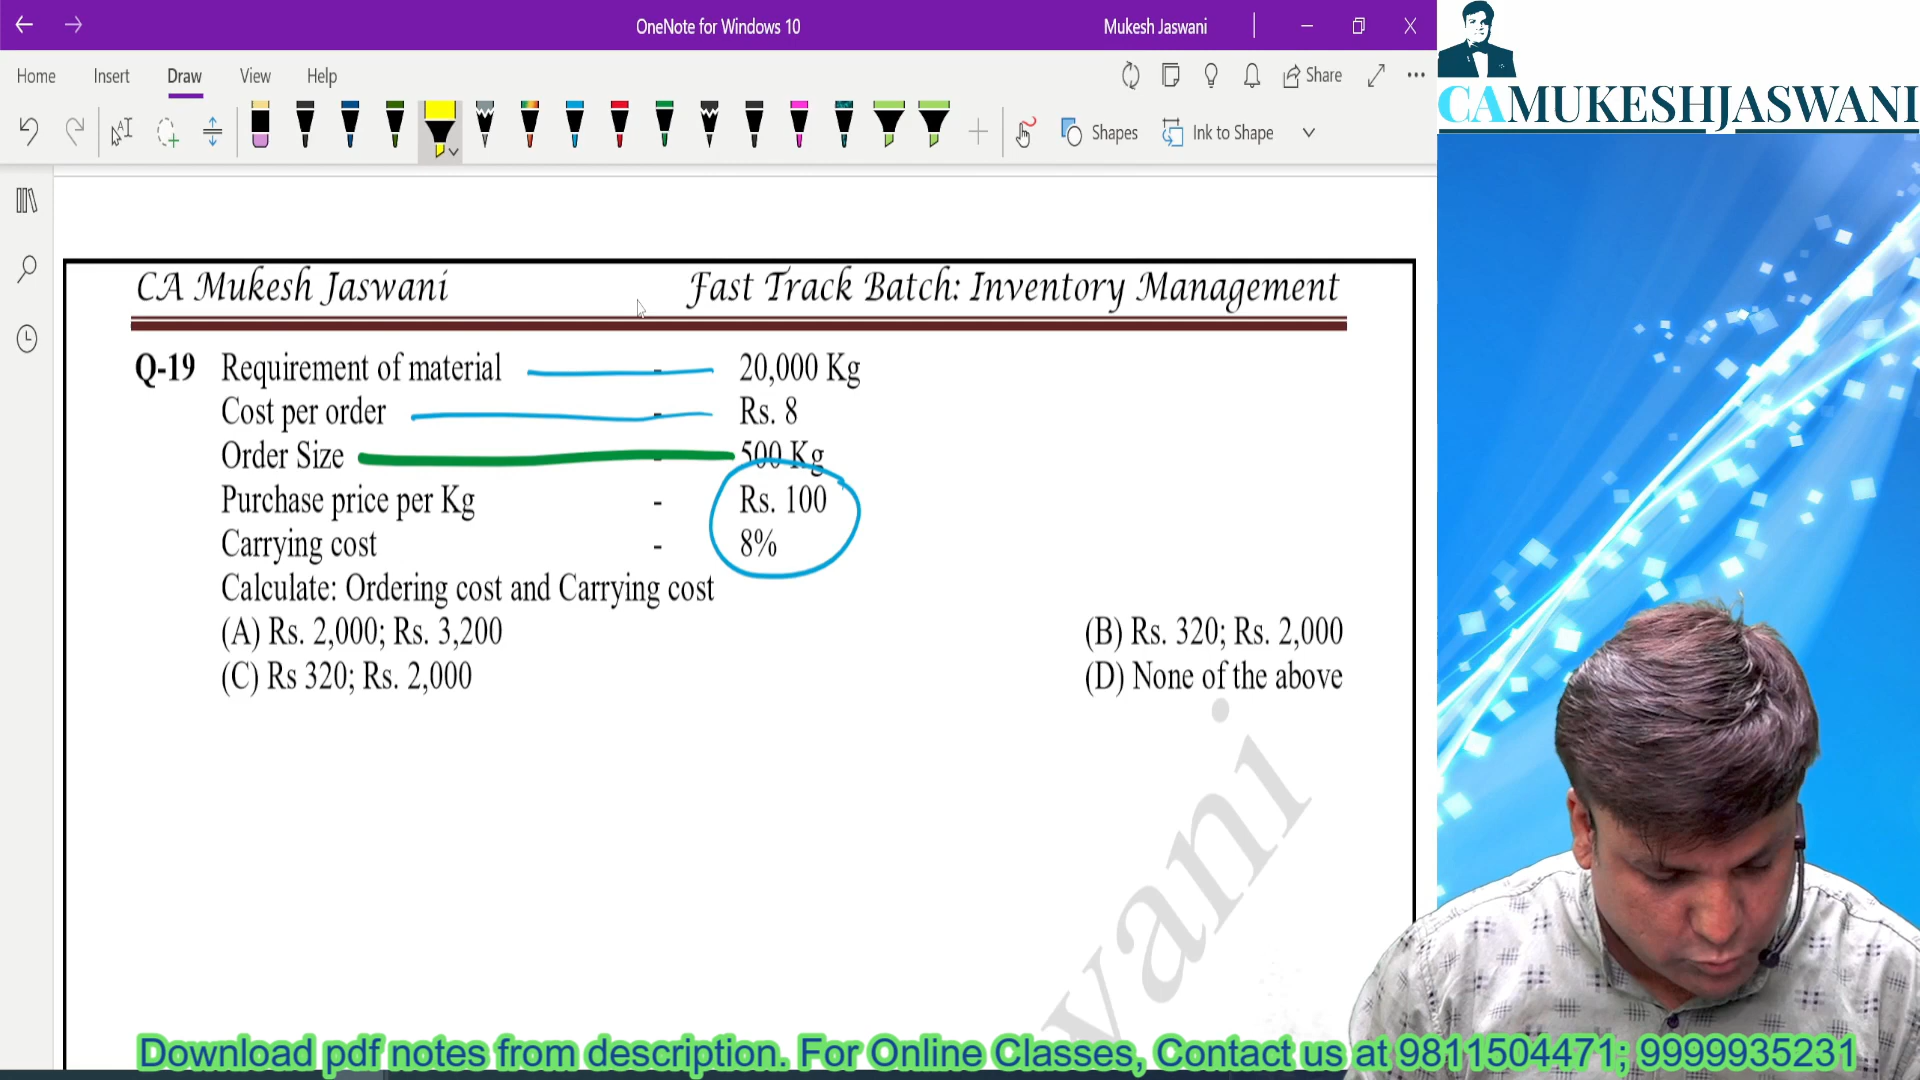 OneNote for Windows 10
Mukesh Jaswani
Home Insert Draw View Help
Share
Shapes Ink to Shape
CAMUKESHJASWANI
CA Mukesh Jaswani Fast Track Batch: Inventory Management
Q-19 Requirement of material - 20,000 Kg
Cost per order - Rs. 8
Order Size - 500 Kg
Purchase price per Kg - Rs. 100
Carrying cost - 8%
Calculate: Ordering cost and Carrying cost
(A) Rs. 2,000; Rs. 3,200 (B) Rs. 320; Rs. 2,000
(C) Rs 320; Rs. 2,000 (D) None of the above
vani
Download pdf notes from description. For Online Classes, Contact us at 9811504471; 9999935231